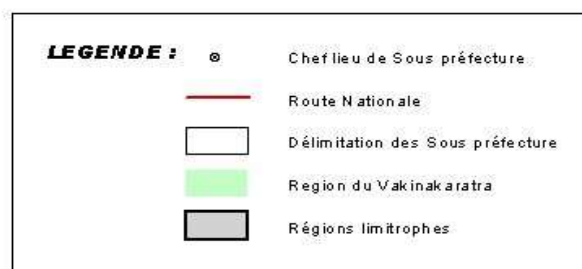 LEGENDE : Chef lieu de Sous préfecture
Route Nationale
Délimitation des Sous préfecture
Region du Vakinakaratra
Régions limitrophes